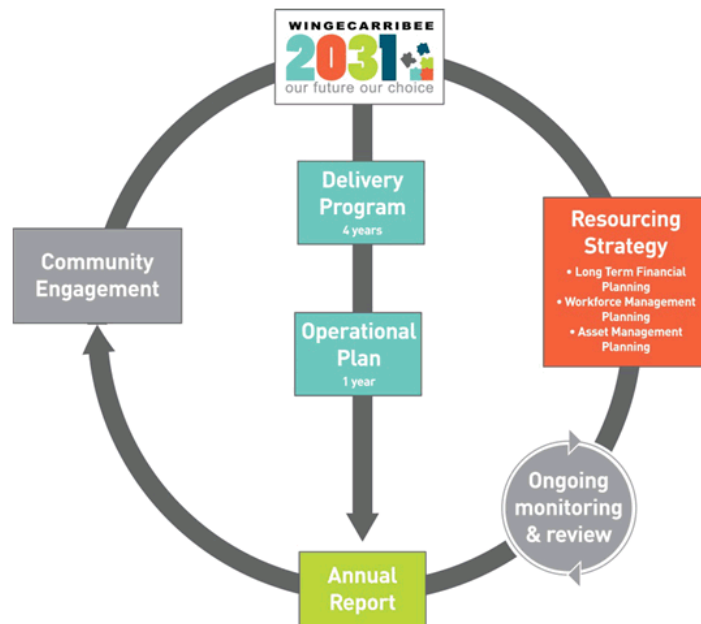 WINGECARRIBEE
2031
our future our choice
Delivery
Program
4 years
Community
Engagement
Resourcing
Strategy
• Long Term Financial
Planning
• Workforce Management
Planning
• Asset Management
Planning
Operational
Plan
1 year
Ongoing
monitoring
& review
Annual
Report